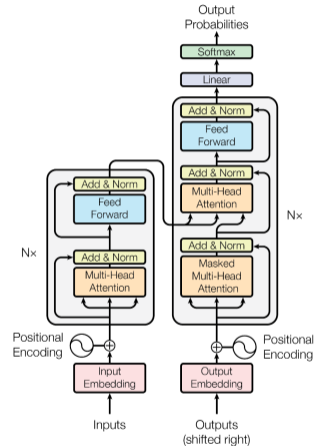 Output
Probabilities
Softmax
Linear
Add & Norm
Feed
Forward
Add & Norm
Multi-Head
Attention
Nx
Add & Norm
Masked
Multi-Head
Attention
Add & Norm
Feed
Forward
Nx
Add & Norm
Multi-Head
Attention
Positional
Encoding
Positional
Encoding
Input
Embedding
Output
Embedding
Inputs
Outputs
(shifted right)